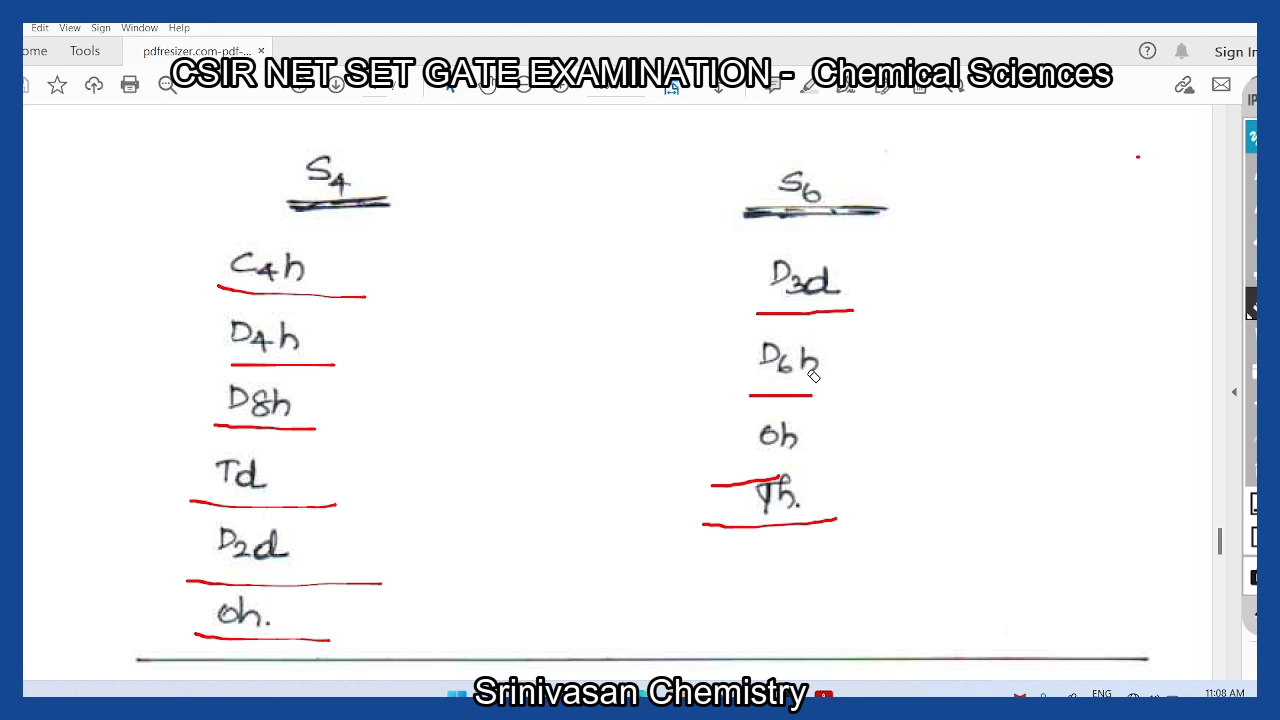 Edit View Sign Window Help
ome Tools pdfresizer.com-pdf-... × Sign In
CSIR NET SET GATE EXAMINATION - Chemical Sciences
S4
C4h
D4h
D8h
Td
D2d
Oh.
S6
D3d
D6h
Oh
Th.
Srinivasan Chemistry
ENG
11:08 AM